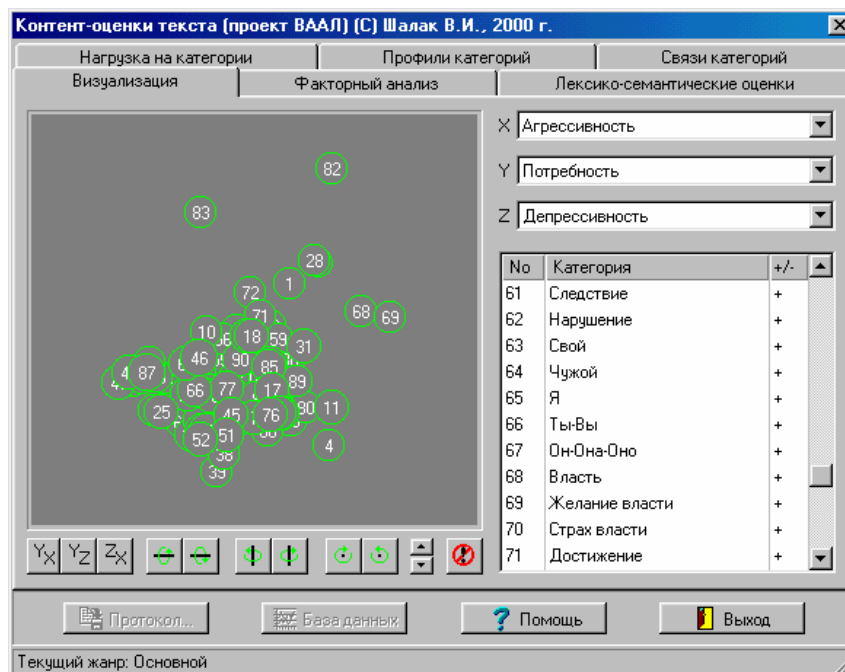 Контент-оценки текста (проект ВААЛ) (С) Шалак В.И., 2000 г.
Нагрузка на категории Профили категорий Связи категорий
Визуализация Факторный анализ Лексико-семантические оценки
X Агрессивность
Y Потребность
Z Депрессивность
No Категория +/-
61 Следствие +
62 Нарушение +
63 Свой +
64 Чужой +
65 Я +
66 Ты-Вы +
67 Он-Она-Оно +
68 Власть +
69 Желание власти +
70 Страх власти +
71 Достижение +
82
83
28
1
72
68
69
71
10
18
59
31
46
90
85
87
66
77
89
17
25
45
76
11
52
51
4
38
39
YX YZ ZX
Протокол... База данных Помощь Выход
Текущий жанр: Основной